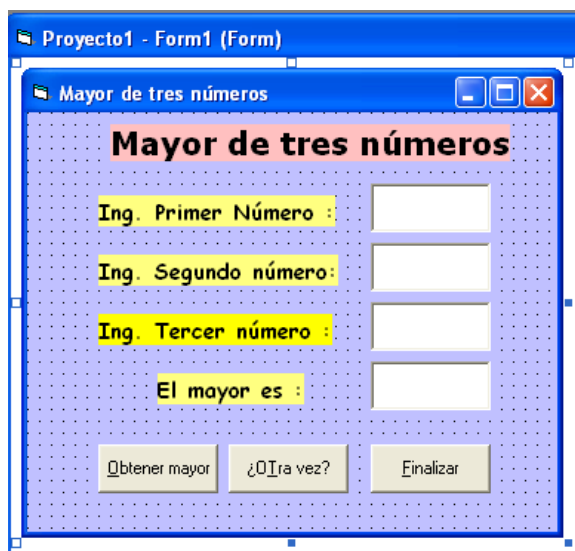 Proyecto1 - Form1 (Form)
Mayor de tres números
Mayor de tres números
Ing. Primer Número :
Ing. Segundo número:
Ing. Tercer número :
El mayor es :
Obtener mayor ¿OTra vez? Finalizar